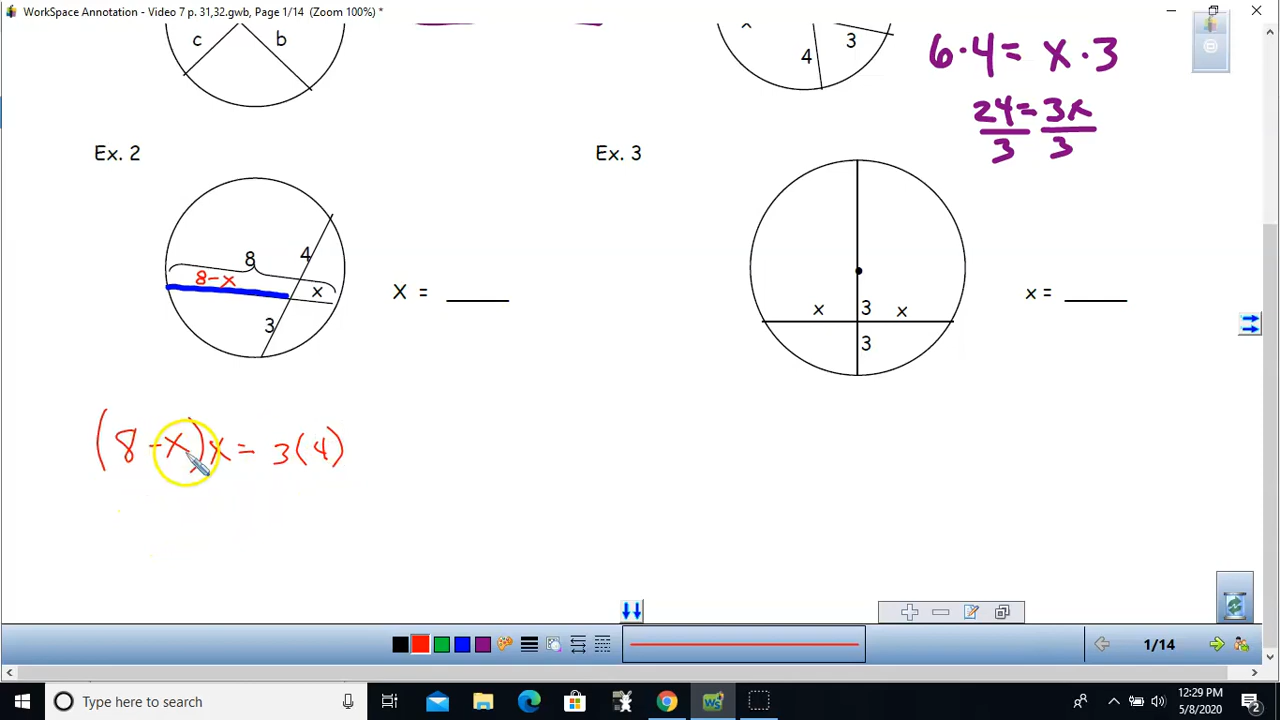 WorkSpace Annotation - Video 7 p. 31,32.gwb, Page 1/14 (Zoom 100%) *
c b
x 4 3
6·4= x·3
24=3x
3 3
Ex. 2
8 4
8-x x
3
X = ____
Ex. 3
x 3 x
3
x = ____
(8-x)x = 3(4)
1/14
Type here to search
12:29 PM
5/8/2020
2